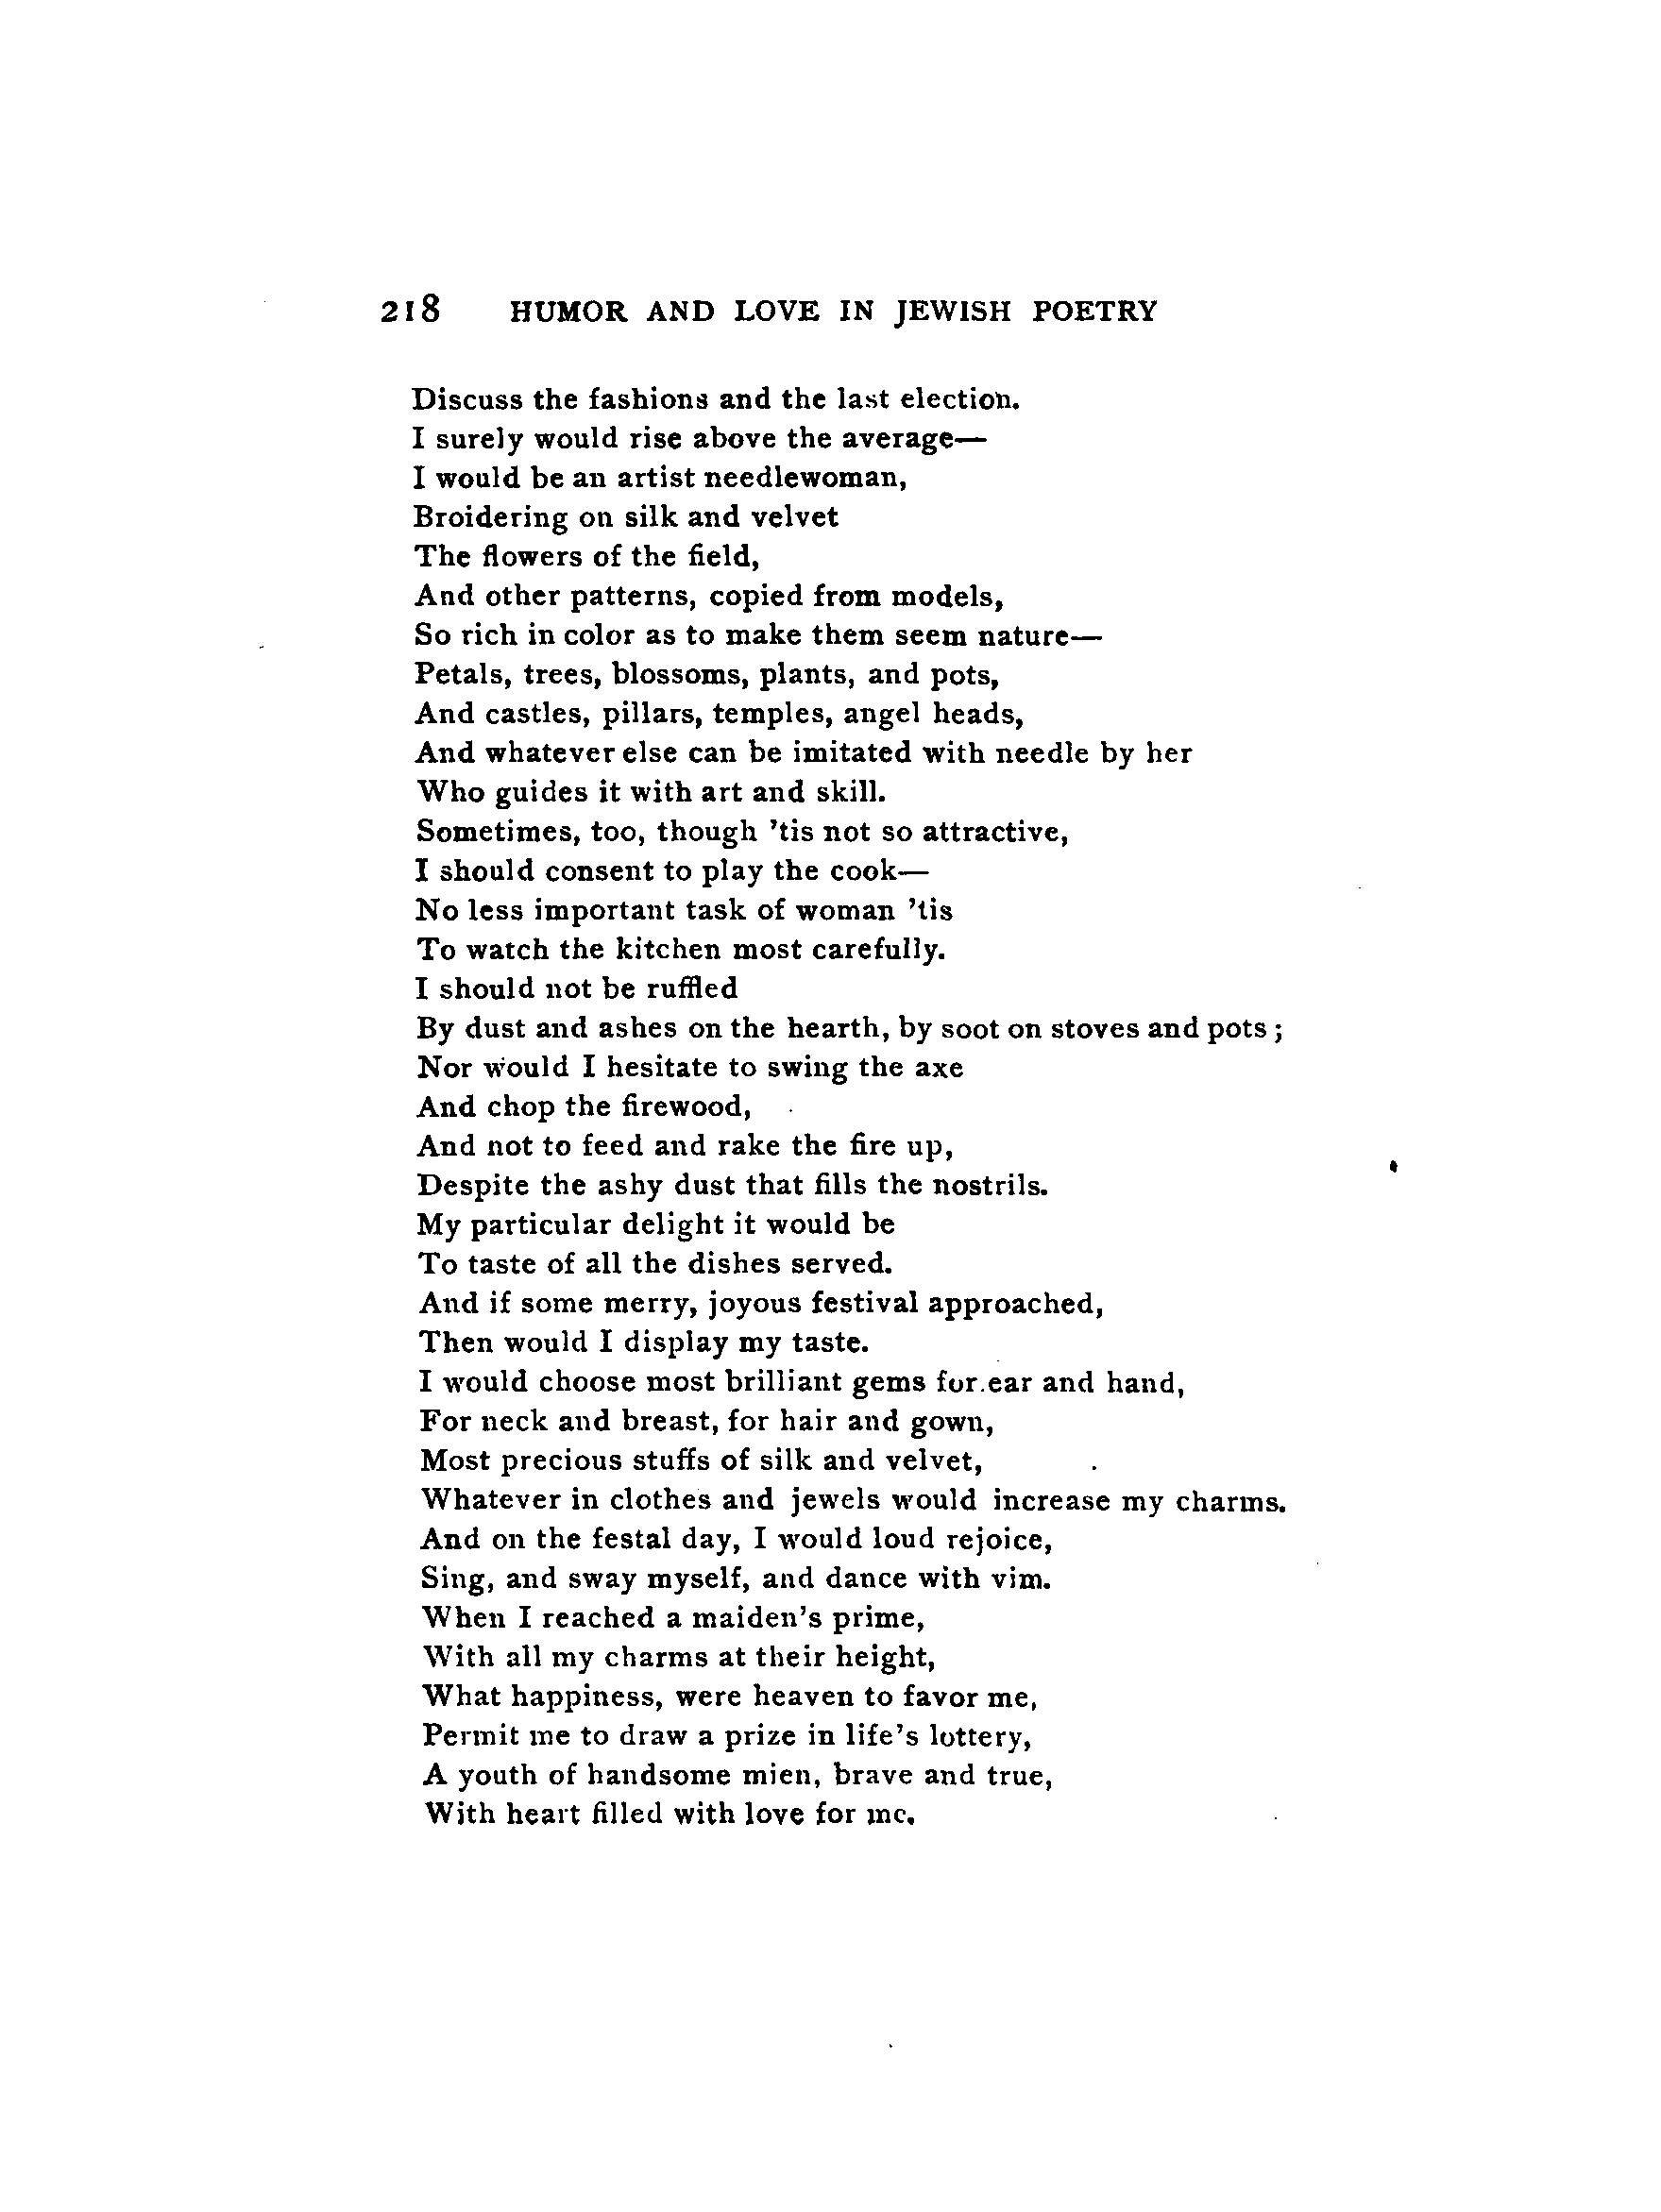 218 HUMOR AND LOVE IN JEWISH POETRY
Discuss the fashions and the last election.
I surely would rise above the average—
I would be an artist needlewoman,
Broidering on silk and velvet
The flowers of the field,
And other patterns, copied from models,
So rich in color as to make them seem nature—
Petals, trees, blossoms, plants, and pots,
And castles, pillars, temples, angel heads,
And whatever else can be imitated with needle by her
Who guides it with art and skill.
Sometimes, too, though ’tis not so attractive,
I should consent to play the cook—
No less important task of woman ’tis
To watch the kitchen most carefully.
I should not be ruffled
By dust and ashes on the hearth, by soot on stoves and pots;
Nor would I hesitate to swing the axe
And chop the firewood,
And not to feed and rake the fire up,
Despite the ashy dust that fills the nostrils.
My particular delight it would be
To taste of all the dishes served.
And if some merry, joyous festival approached,
Then would I display my taste.
I would choose most brilliant gems for ear and hand,
For neck and breast, for hair and gown,
Most precious stuffs of silk and velvet,
Whatever in clothes and jewels would increase my charms.
And on the festal day, I would loud rejoice,
Sing, and sway myself, and dance with vim.
When I reached a maiden’s prime,
With all my charms at their height,
What happiness, were heaven to favor me,
Permit me to draw a prize in life’s lottery,
A youth of handsome mien, brave and true,
With heart filled with love for me.